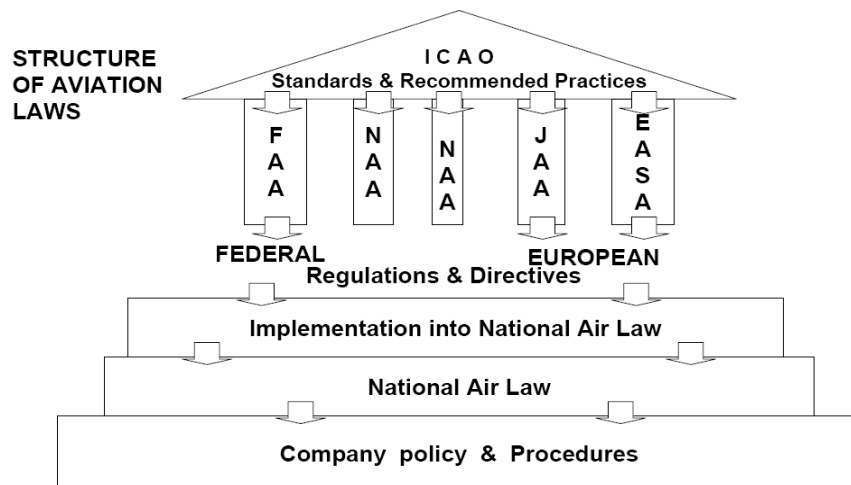 STRUCTURE
OF AVIATION
LAWS
I C A O
Standards & Recommended Practices
F
A
A
N
A
A
N
A
A
J
A
A
E
A
S
A
FEDERAL
EUROPEAN
Regulations & Directives
Implementation into National Air Law
National Air Law
Company policy & Procedures